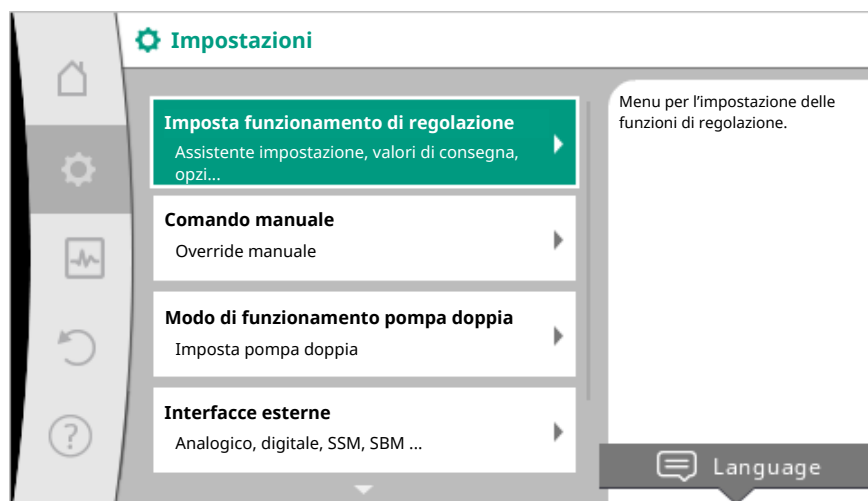 Impostazioni
Imposta funzionamento di regolazione
Assistente impostazione, valori di consegna,
opzi...
Comando manuale
Override manuale
Modo di funzionamento pompa doppia
Imposta pompa doppia
Interfacce esterne
Analogico, digitale, SSM, SBM ...
Menu per l'impostazione delle
funzioni di regolazione.
?
Language